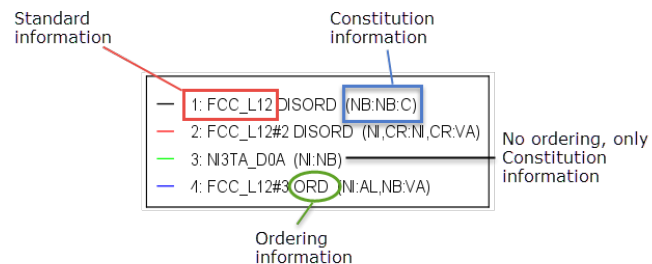 Standard
information
Constitution
information
1: FCC_L12 DISORD (NB:NB:C)
2: FCC_L12#2 DISORD (NI,CR:NI,CR:VA)
3: NI3TA_D0A (NI:NB)
4: FCC_L12#3 ORD (NI:AL,NB:VA)
No ordering, only
Constitution
information
Ordering
information